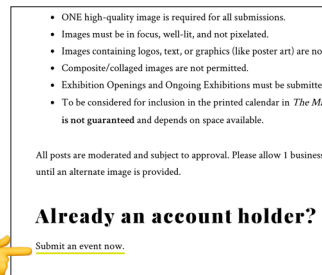 ONE high-quality image is required for all submissions.
Images must be in focus, well-lit, and not pixelated.
Images containing logos, text, or graphics (like poster art) are no
Composite/collaged images are not permitted.
Exhibition Openings and Ongoing Exhibitions must be submitte
To be considered for inclusion in the printed calendar in The Ma
is not guaranteed and depends on space available.
All posts are moderated and subject to approval. Please allow 1 business
until an alternate image is provided.
Already an account holder?
Submit an event now.